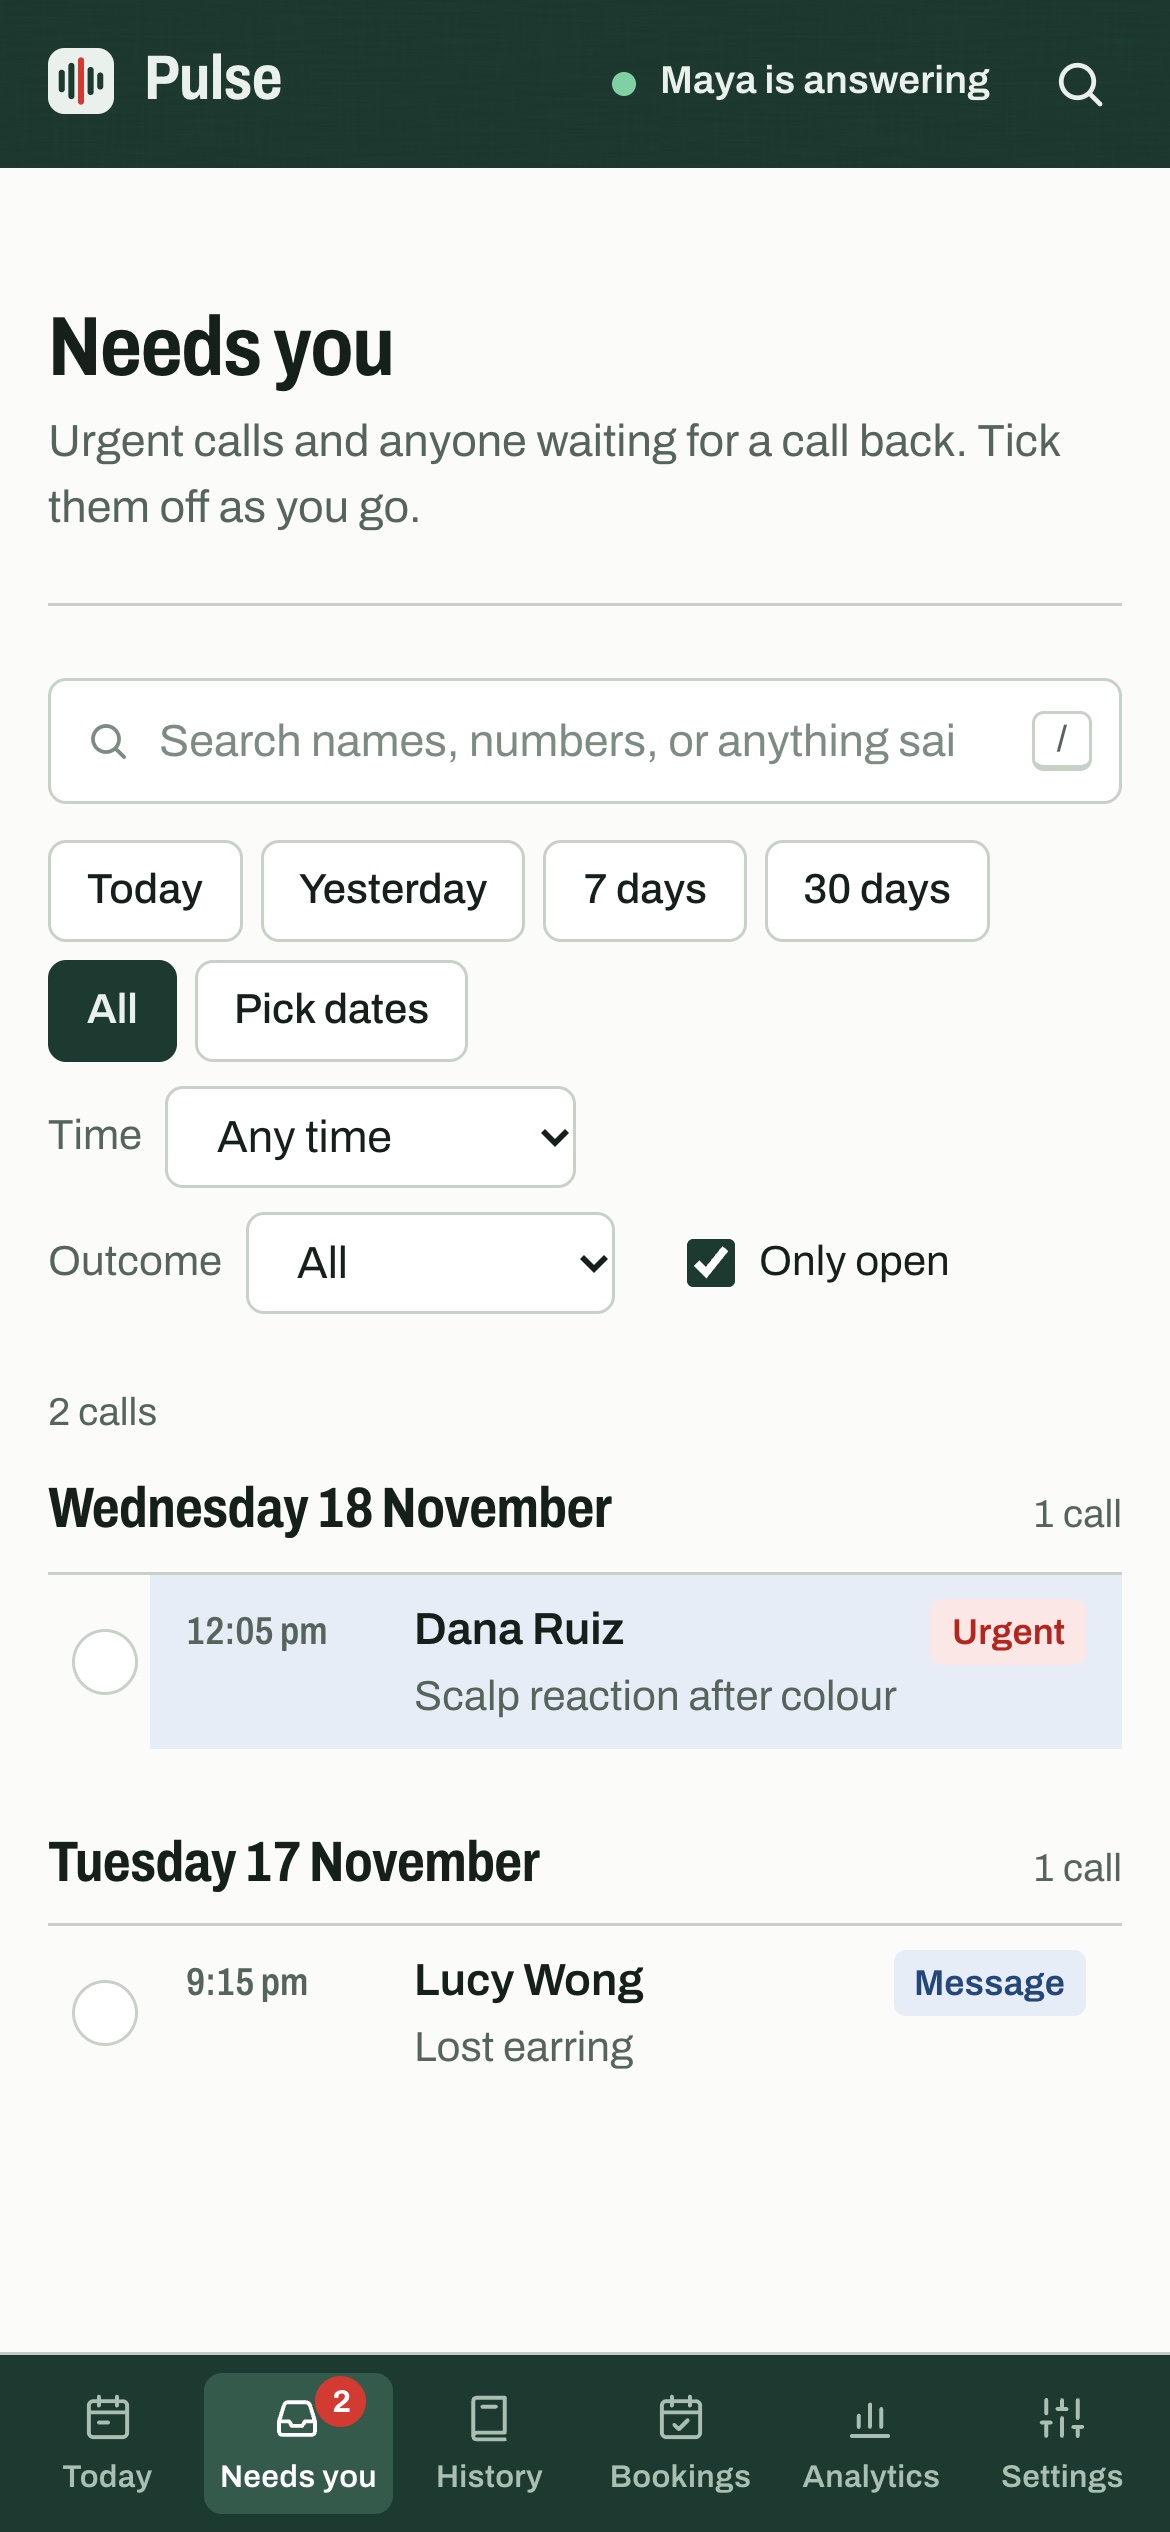 Pulse
Maya is answering
Needs you
Urgent calls and anyone waiting for a call back. Tick
them off as you go.
Search names, numbers, or anything sai
/
Today
Yesterday
7 days
30 days
All
Pick dates
Time
Any time
Outcome
All
Only open
2 calls
Wednesday 18 November
1 call
12:05 pm
Dana Ruiz
Urgent
Scalp reaction after colour
Tuesday 17 November
1 call
9:15 pm
Lucy Wong
Message
Lost earring
2
Today
Needs you
History
Bookings
Analytics
Settings